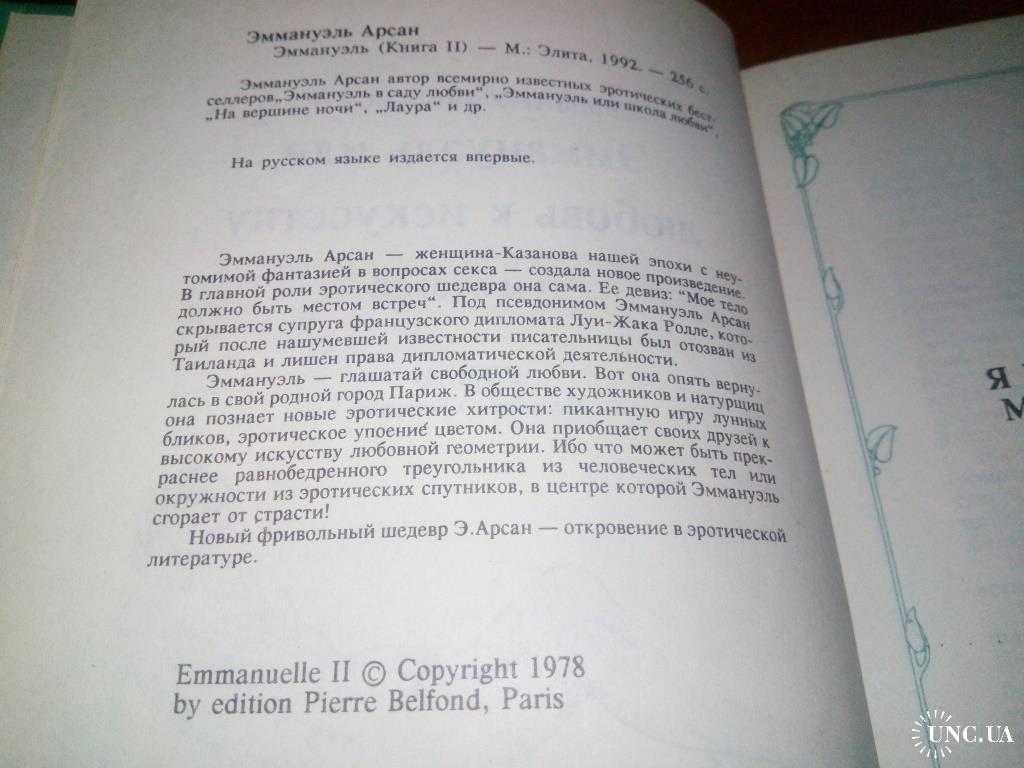 Эммануэль Арсан
Эммануэль (Книга II) — М.: Элита, 1992. — 256 с.
Эммануэль Арсан автор всемирно известных эротических бест-
селлеров„Эммануэль в саду любви“, „Эммануэль или школа любви“,
„На вершине ночи“, „Лаура“ и др.
На русском языке издается впервые.
Эммануэль Арсан — женщина-Казанова нашей эпохи с неу-
томимой фантазией в вопросах секса — создала новое произведение.
В главной роли эротического шедевра она сама. Ее девиз: “Мое тело
должно быть местом встреч“. Под псевдонимом Эммануэль Арсан
скрывается супруга французского дипломата Луи-Жака Ролле, кото-
рый после нашумевшей известности писательницы был отозван из
Таиланда и лишен права дипломатической деятельности.
Эммануэль — глашатай свободной любви. Вот она опять верну-
лась в свой родной город Париж. В обществе художников и натурщиц
она познает новые эротические хитрости: пикантную игру лунных
бликов, эротическое упоение цветом. Она приобщает своих друзей к
высокому искусству любовной геометрии. Ибо что может быть прек-
раснее равнобедренного треугольника из человеческих тел или
окружности из эротических спутников, в центре которой Эммануэль
сгорает от страсти!
Новый фривольный шедевр Э.Арсан — откровение в эротической
литературе.
Emmanuelle II © Copyright 1978
by edition Pierre Belfond, Paris
Я
М
UNC.UA